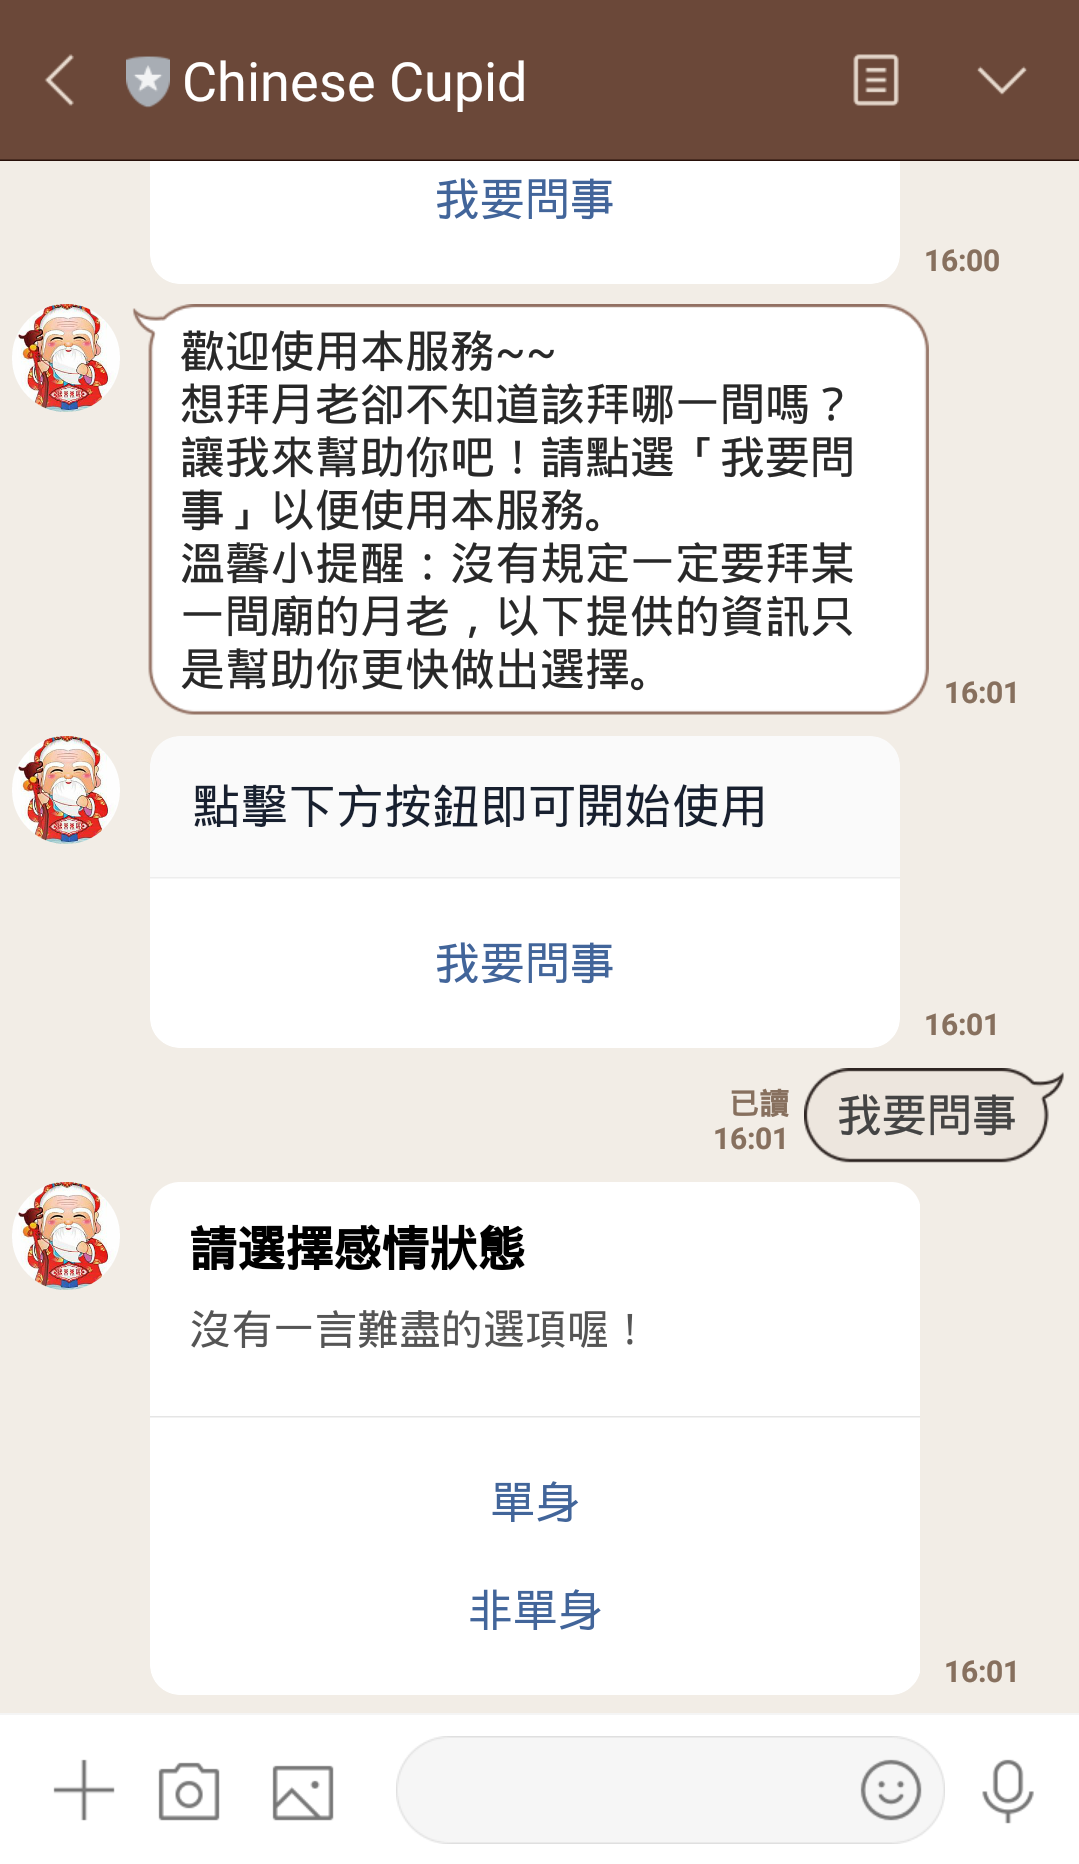 Chinese Cupid
我要問事
16:00
歡迎使用本服務~~
想拜月老卻不知道該拜哪一間嗎？
讓我來幫助你吧！請點選「我要問
事」以便使用本服務。
溫馨小提醒：沒有規定一定要拜某
一間廟的月老，以下提供的資訊只
是幫助你更快做出選擇。
16:01
點擊下方按鈕即可開始使用
我要問事
16:01
已讀
16:01
我要問事
請選擇感情狀態
沒有一言難盡的選項喔！
單身
非單身
16:01